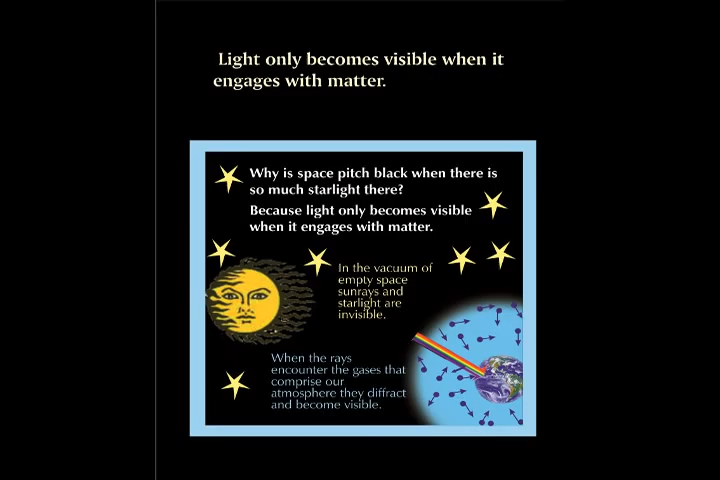 Light only becomes visible when it
engages with matter.
Why is space pitch black when there is
so much starlight there?
Because light only becomes visible
when it engages with matter.
In the vacuum of
empty space
sunrays and
starlight are
invisible.
When the rays
encounter the gases that
comprise our
atmosphere they diffract
and become visible.